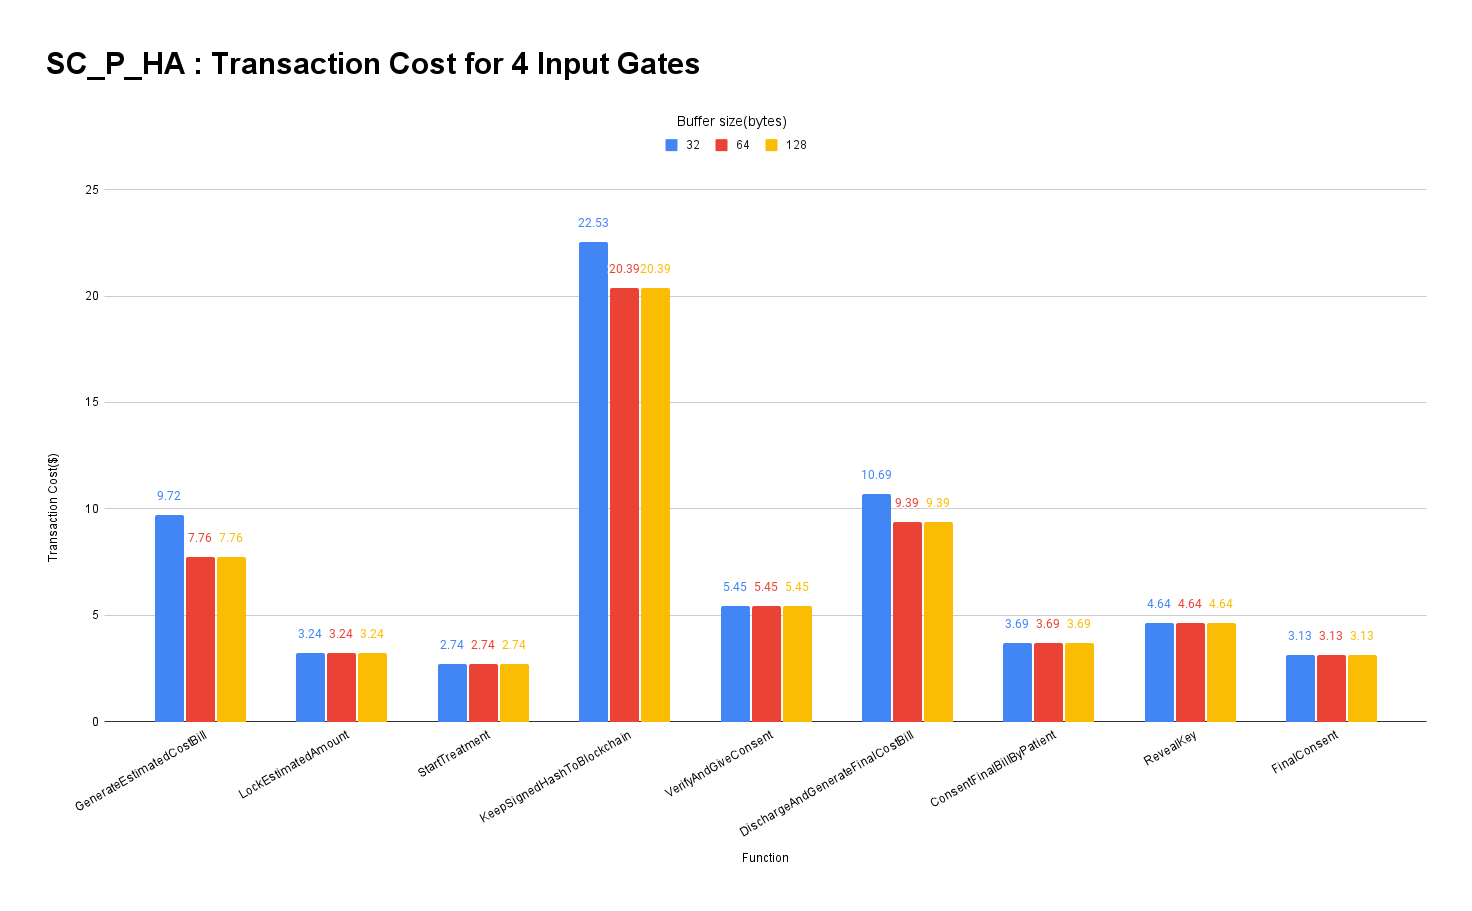 SC_P_HA : Transaction Cost for 4 Input Gates
Buffer size(bytes)
32 64 128
25
20
15
10
5
0
Transaction Cost($)
9.72 7.76 7.76
3.24 3.24 3.24
2.74 2.74 2.74
22.53 20.39 20.39
5.45 5.45 5.45
10.69 9.39 9.39
3.69 3.69 3.69
4.64 4.64 4.64
3.13 3.13 3.13
GenerateEstimatedCostBill
LockEstimatedAmount
StartTreatment
KeepSignedHashToBlockchain
VerifyAndGiveConsent
DischargeAndGenerateFinalCostBill
ConsentFinalBillByPatient
RevealKey
FinalConsent
Function